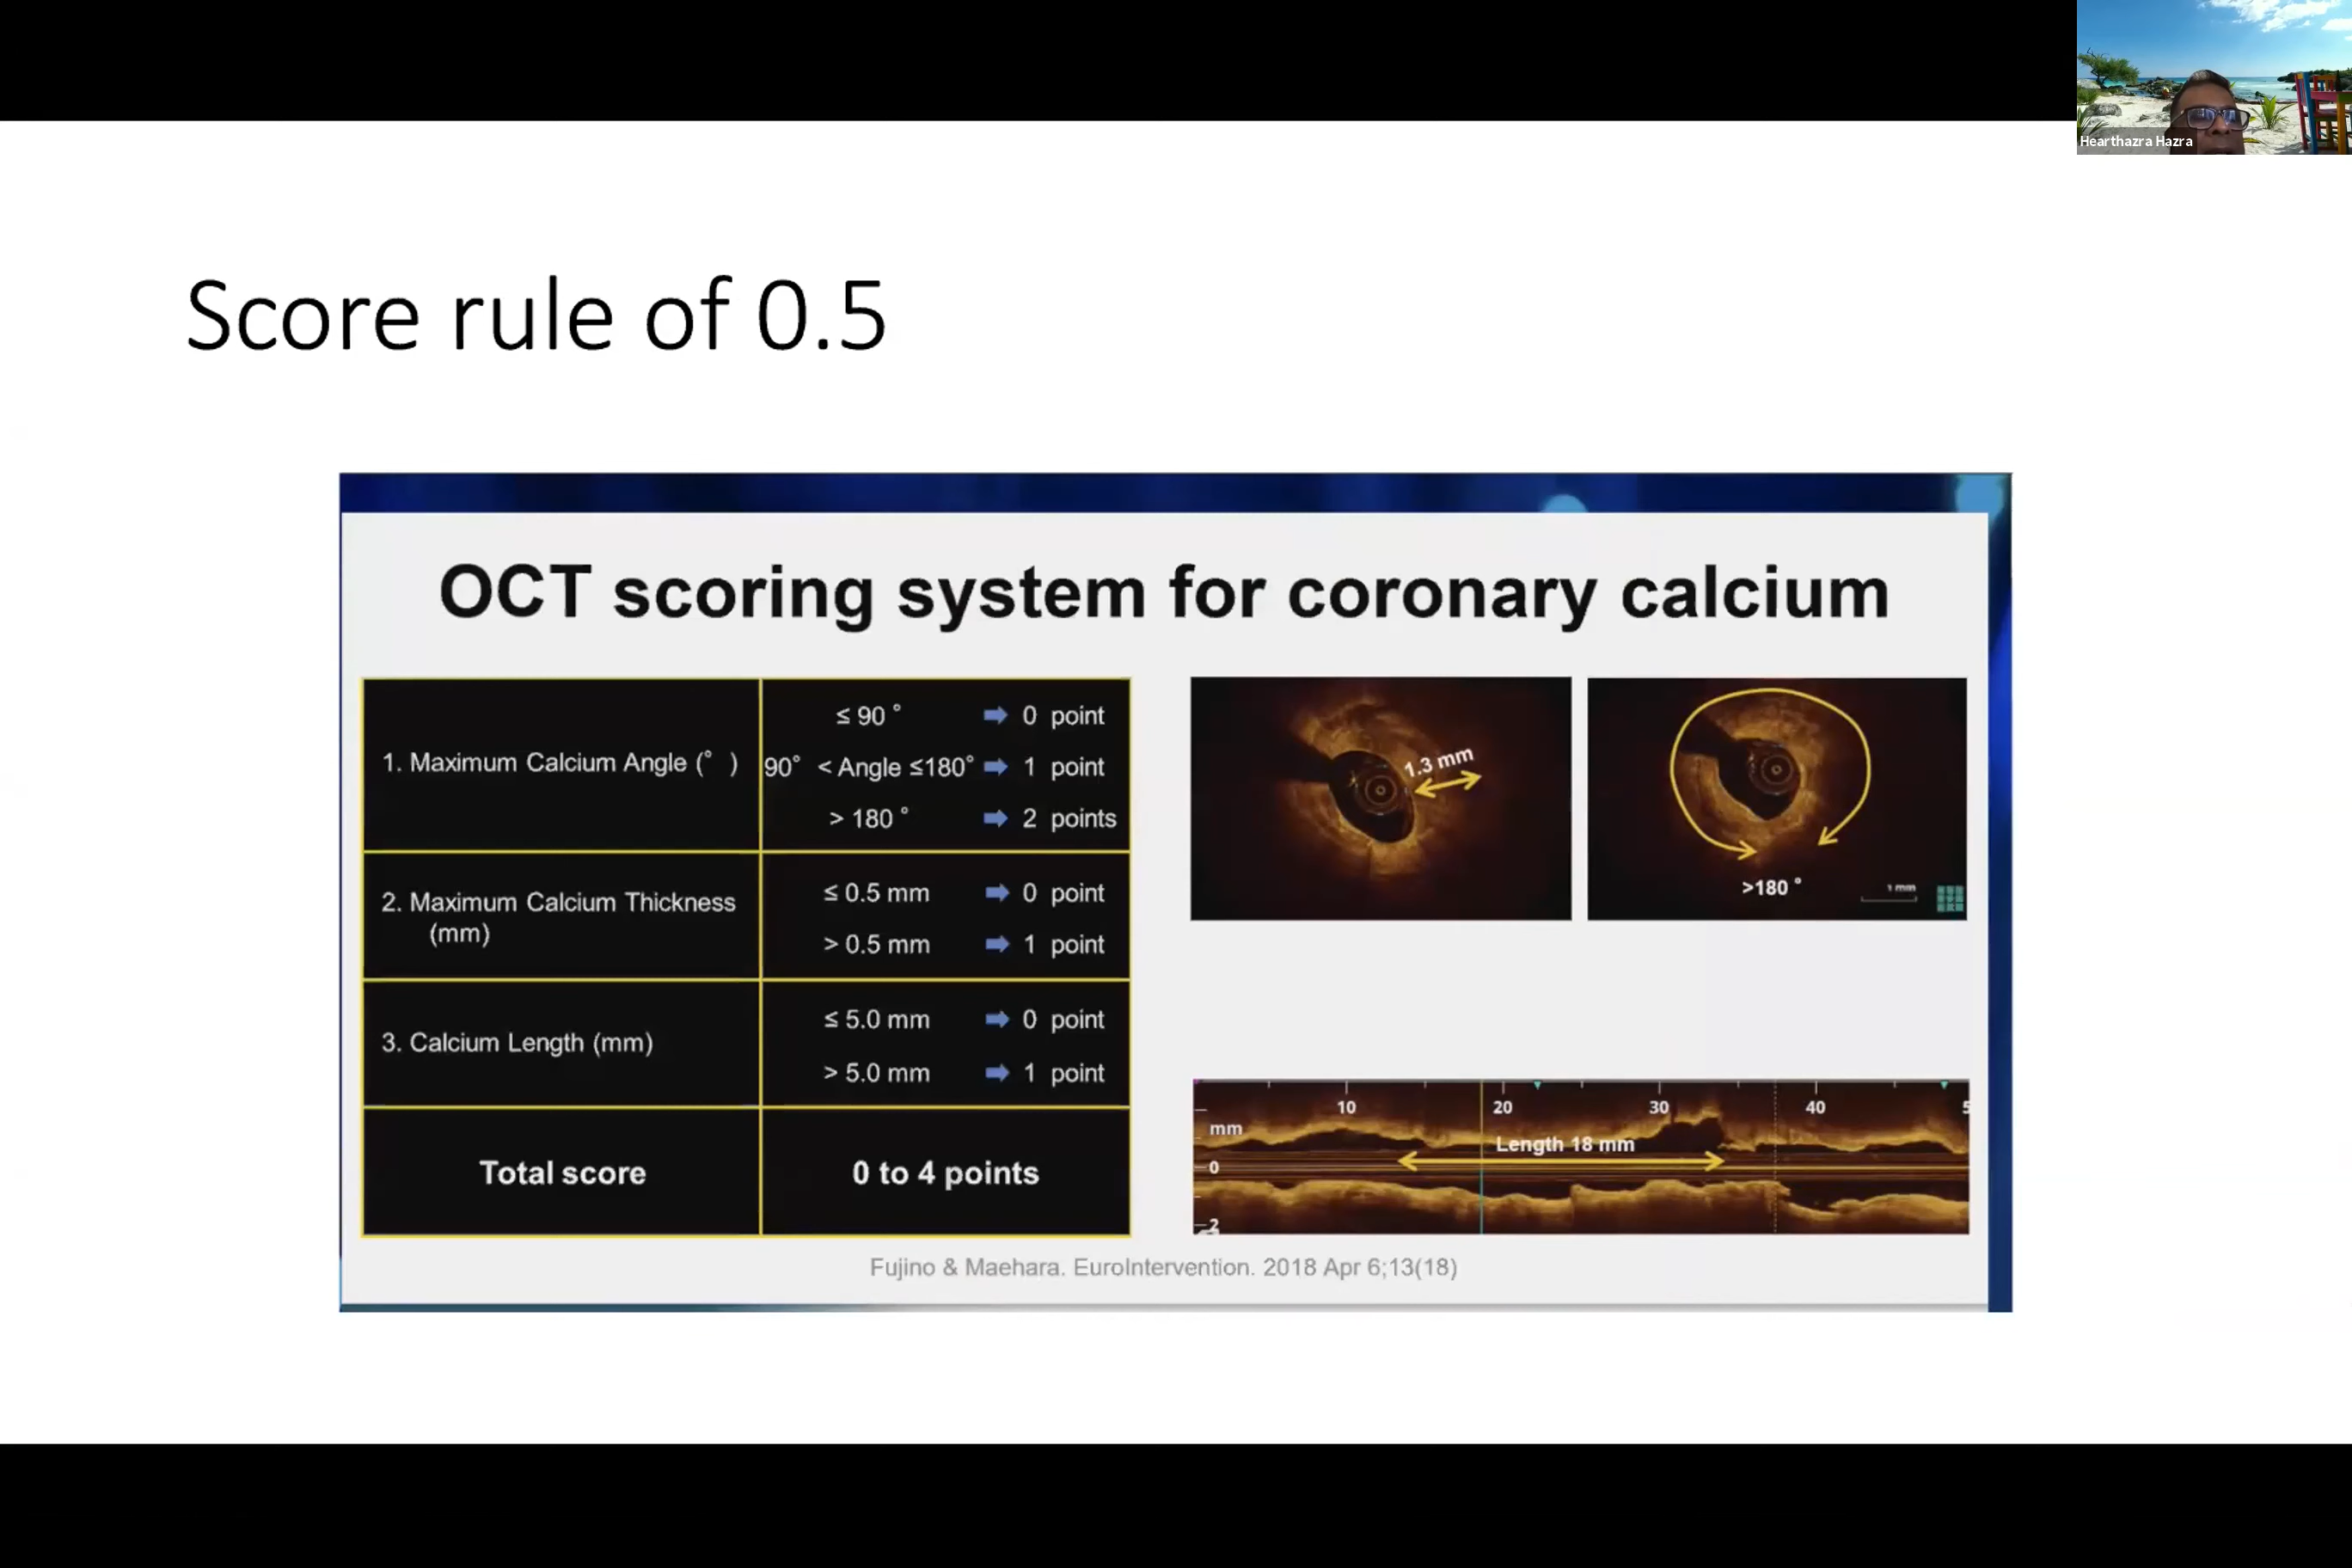 Hearthazra Hazra
Score rule of 0.5
OCT scoring system for coronary calcium
1. Maximum Calcium Angle (° )
≤ 90 ° 0 point
90° < Angle ≤180° 1 point
> 180 ° 2 points
2. Maximum Calcium Thickness
(mm)
≤ 0.5 mm 0 point
> 0.5 mm 1 point
3. Calcium Length (mm)
≤ 5.0 mm 0 point
> 5.0 mm 1 point
Total score 0 to 4 points
1.3 mm
>180 °
1 mm
10 20 30 40 5
mm
Length 18 mm
0
2
Fujino & Maehara. EuroIntervention. 2018 Apr 6;13(18)